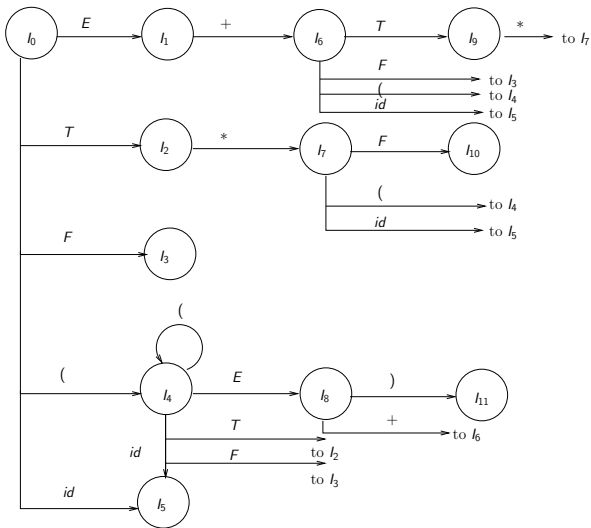 I0 E I1 + I6 T I9 * to I7
F to I3
( to I4
id to I5
T I2 * I7 F I10
( to I4
id to I5
F I3
(
( I4 E I8 ) I11
+ to I6
T
to I2
id F
to I3
id I5